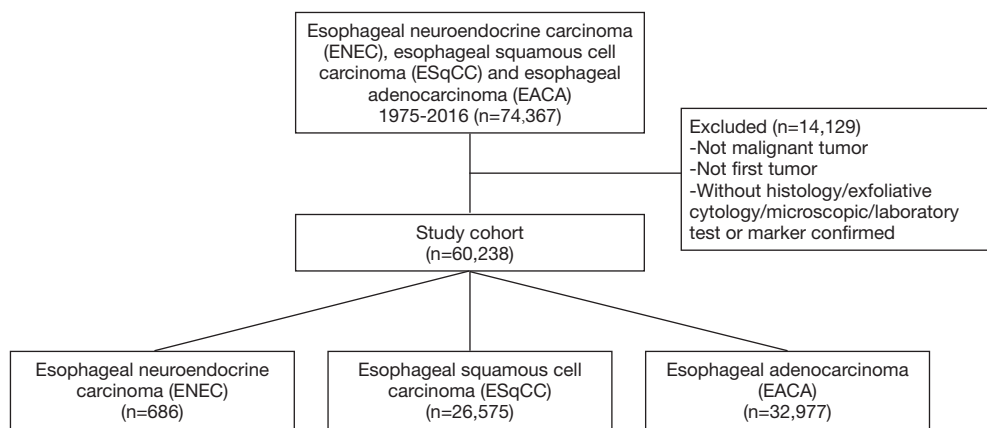 Esophageal neuroendocrine carcinoma
(ENEC), esophageal squamous cell
carcinoma (ESqCC) and esophageal
adenocarcinoma (EACA)
1975-2016 (n=74,367)
Excluded (n=14,129)
-Not malignant tumor
-Not first tumor
-Without histology/exfoliative
cytology/microscopic/laboratory
test or marker confirmed
Study cohort
(n=60,238)
Esophageal neuroendocrine
carcinoma (ENEC)
(n=686)
Esophageal squamous cell
carcinoma (ESqCC)
(n=26,575)
Esophageal adenocarcinoma
(EACA)
(n=32,977)